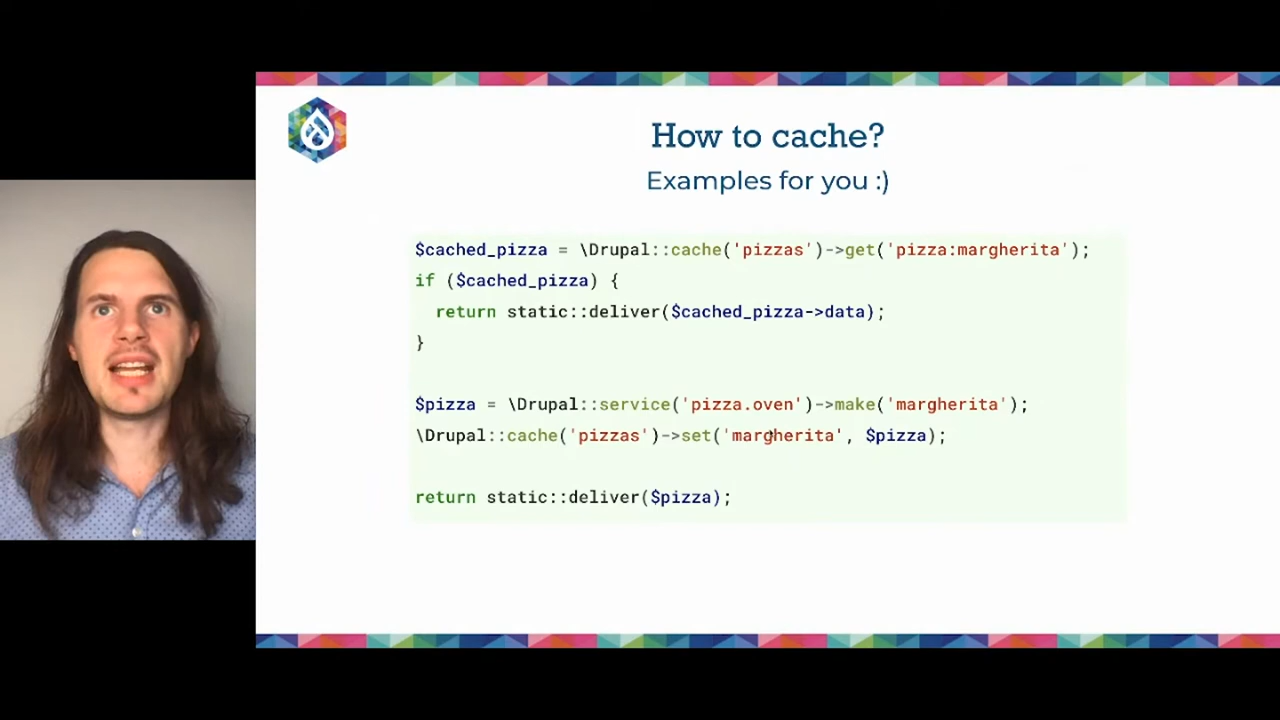 How to cache?
Examples for you :)
$cached_pizza = \Drupal::cache('pizzas')->get('pizza:margherita');
if ($cached_pizza) {
  return static::deliver($cached_pizza->data);
}
$pizza = \Drupal::service('pizza.oven')->make('margherita');
\Drupal::cache('pizzas')->set('margherita', $pizza);
return static::deliver($pizza);